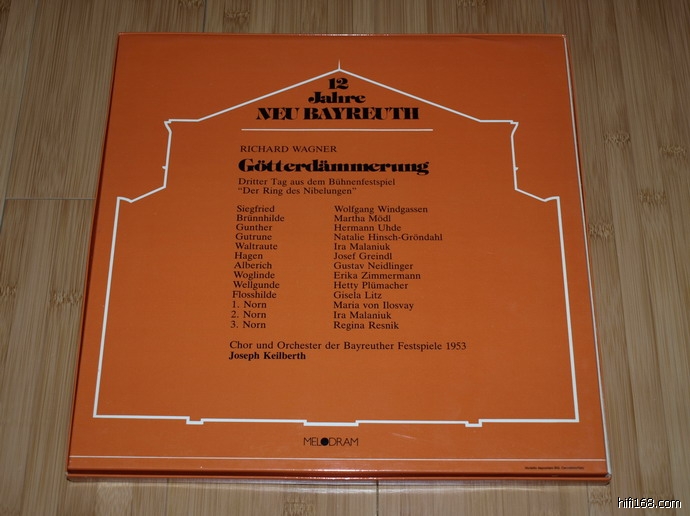 12
Jahre
NEU BAYREUTH
RICHARD WAGNER
Götterdämmerung
Dritter Tag aus dem Bühnenfestspiel
"Der Ring des Nibelungen"
Siegfried Wolfgang Windgassen
Brünnhilde Martha Mödl
Gunther Hermann Uhde
Gutrune Natalie Hinsch-Gröndahl
Waltraute Ira Malaniuk
Hagen Josef Greindl
Alberich Gustav Neidlinger
Woglinde Erika Zimmermann
Wellgunde Hetty Plümacher
Flosshilde Gisela Litz
1. Norn Maria von Ilosvay
2. Norn Ira Malaniuk
3. Norn Regina Resnik
Chor und Orchester der Bayreuther Festspiele 1953
Joseph Keilberth
MELODRAM
hifi168.com